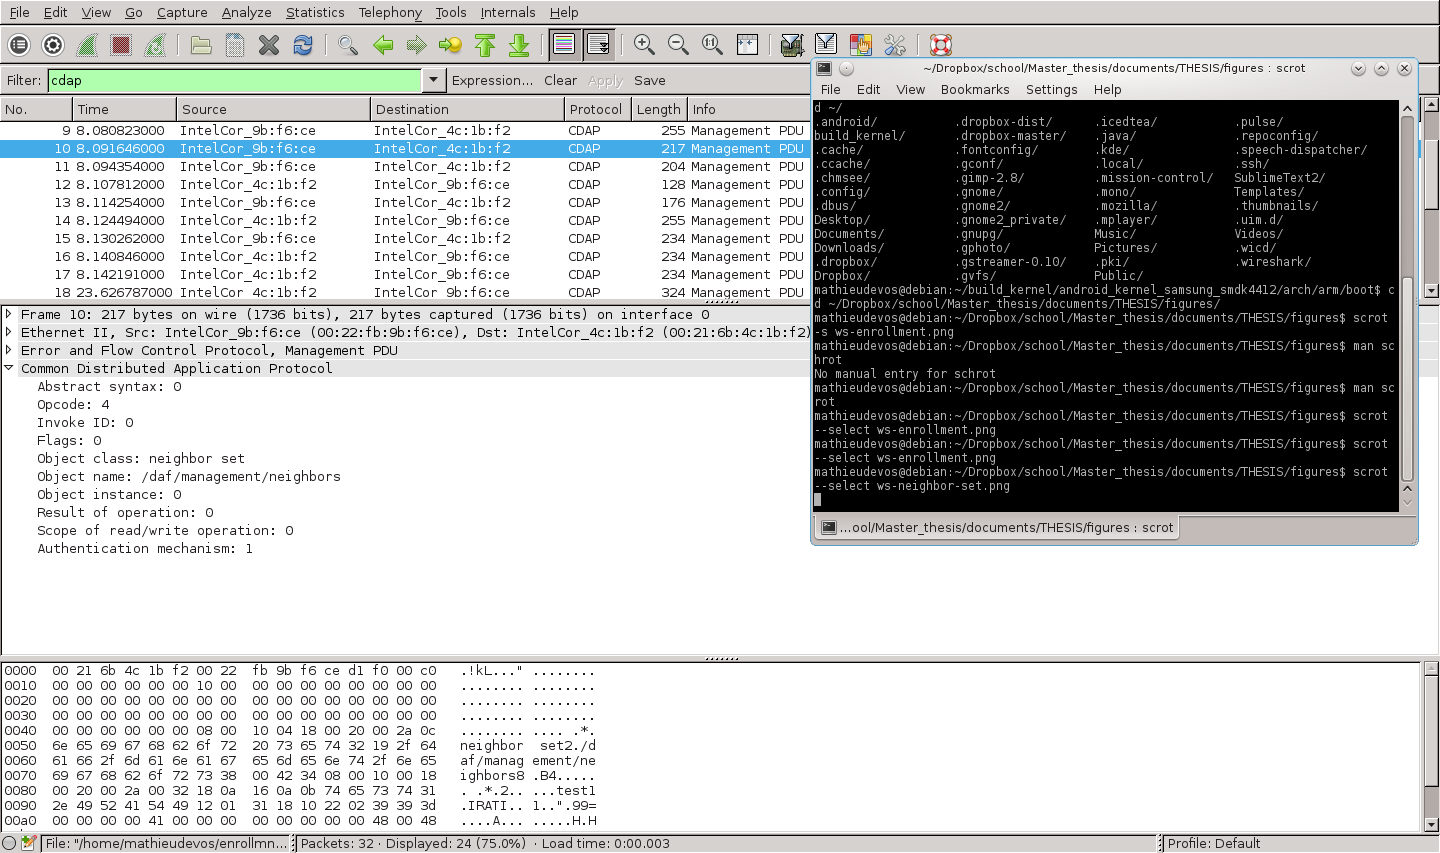 File Edit View Go Capture Analyze Statistics Telephony Tools Internals Help
Filter: cdap Expression... Clear Apply Save
No. Time Source Destination Protocol Length Info
9 8.080823000 IntelCor_9b:f6:ce IntelCor_4c:1b:f2 CDAP 255 Management PDU
10 8.091646000 IntelCor_9b:f6:ce IntelCor_4c:1b:f2 CDAP 217 Management PDU
11 8.094354000 IntelCor_9b:f6:ce IntelCor_4c:1b:f2 CDAP 204 Management PDU
12 8.107812000 IntelCor_4c:1b:f2 IntelCor_9b:f6:ce CDAP 128 Management PDU
13 8.114254000 IntelCor_9b:f6:ce IntelCor_4c:1b:f2 CDAP 176 Management PDU
14 8.124494000 IntelCor_4c:1b:f2 IntelCor_9b:f6:ce CDAP 255 Management PDU
15 8.130262000 IntelCor_9b:f6:ce IntelCor_4c:1b:f2 CDAP 234 Management PDU
16 8.140846000 IntelCor_4c:1b:f2 IntelCor_9b:f6:ce CDAP 234 Management PDU
17 8.142191000 IntelCor_4c:1b:f2 IntelCor_9b:f6:ce CDAP 234 Management PDU
18 23.626787000 IntelCor_4c:1b:f2 IntelCor_9b:f6:ce CDAP 324 Management PDU
Frame 10: 217 bytes on wire (1736 bits), 217 bytes captured (1736 bits) on interface 0
Ethernet II, Src: IntelCor_9b:f6:ce (00:22:fb:9b:f6:ce), Dst: IntelCor_4c:1b:f2 (00:21:6b:4c:1b:f2)
Error and Flow Control Protocol, Management PDU
Common Distributed Application Protocol
Abstract syntax: 0
Opcode: 4
Invoke ID: 0
Flags: 0
Object class: neighbor set
Object name: /daf/management/neighbors
Object instance: 0
Result of operation: 0
Scope of read/write operation: 0
Authentication mechanism: 1
~/Dropbox/school/Master_thesis/documents/THESIS/figures : scrot
File Edit View Bookmarks Settings Help
d ~/
.android/ .dropbox-dist/ .icedtea/ .pulse/
build_kernel/ .dropbox-master/ .java/ .repoconfig/
.cache/ .fontconfig/ .kde/ .speech-dispatcher/
.ccache/ .gconf/ .local/ .ssh/
.chmsee/ .gimp-2.8/ .mission-control/ SublimeText2/
.config/ .gnome/ .mono/ Templates/
.dbus/ .gnome2/ .mozilla/ .thumbnails/
Desktop/ .gnome2_private/ .mplayer/ .uim.d/
Documents/ .gnupg/ Music/ Videos/
Downloads/ .gphoto/ Pictures/ .wicd/
.dropbox/ .gstreamer-0.10/ .pki/ .wireshark/
Dropbox/ .gvfs/ Public/
mathieudevos@debian:~/build_kernel/android_kernel_samsung_smdk4412/arch/arm/boot$ c
d ~/Dropbox/school/Master_thesis/documents/THESIS/figures/
mathieudevos@debian:~/Dropbox/school/Master_thesis/documents/THESIS/figures$ scrot
-s ws-enrollment.png
mathieudevos@debian:~/Dropbox/school/Master_thesis/documents/THESIS/figures$ man sc
hrot
No manual entry for schrot
mathieudevos@debian:~/Dropbox/school/Master_thesis/documents/THESIS/figures$ man sc
rot
mathieudevos@debian:~/Dropbox/school/Master_thesis/documents/THESIS/figures$ scrot
--select ws-enrollment.png
mathieudevos@debian:~/Dropbox/school/Master_thesis/documents/THESIS/figures$ scrot
--select ws-enrollment.png
mathieudevos@debian:~/Dropbox/school/Master_thesis/documents/THESIS/figures$ scrot
--select ws-neighbor-set.png
...ool/Master_thesis/documents/THESIS/figures : scrot
0000 00 21 6b 4c 1b f2 00 22 fb 9b f6 ce d1 f0 00 c0 .!kL..." ........
0010 00 00 00 00 00 00 10 00 00 00 00 00 00 00 00 00 ........ ........
0020 00 00 00 00 00 00 00 00 00 00 00 00 00 00 00 00 ........ ........
0030 00 00 00 00 00 00 00 00 00 00 00 00 00 00 00 00 ........ ........
0040 00 00 00 00 00 00 08 00 10 04 18 00 20 00 2a 0c ........ .... .*.
0050 6e 65 69 67 68 62 6f 72 20 73 65 74 32 19 2f 64 neighbor set2./d
0060 61 66 2f 6d 61 6e 61 67 65 6d 65 6e 74 2f 6e 65 af/manag ement/ne
0070 69 67 68 62 6f 72 73 38 00 42 34 08 00 10 00 18 ighbors8 .B4.....
0080 00 20 00 2a 00 32 18 0a 16 0a 0b 74 65 73 74 31 . .*.2.. ...test1
0090 2e 49 52 41 54 49 12 01 31 18 10 22 02 39 39 3d .IRATI.. 1..".99=
00a0 00 00 00 00 41 00 00 00 00 00 00 00 00 48 00 48 ....A... .....H.H
File: "/home/mathieudevos/enrollmn... Packets: 32 · Displayed: 24 (75.0%) · Load time: 0:00.003 Profile: Default